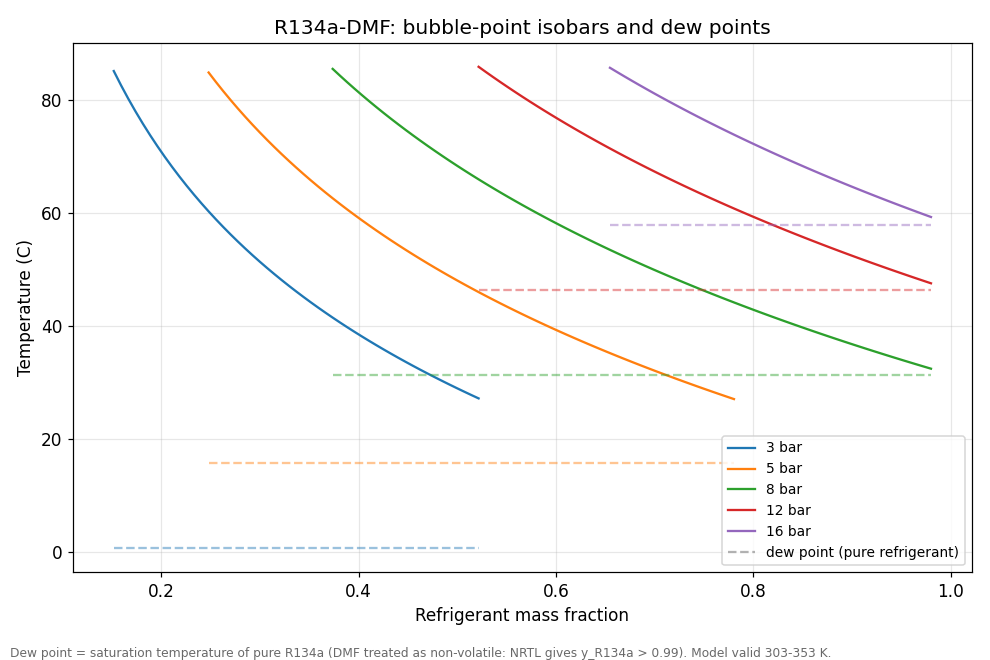 R134a-DMF: bubble-point isobars and dew points
Temperature (C)
80
60
40
20
0
0.2 0.4 0.6 0.8 1.0
Refrigerant mass fraction
3 bar
5 bar
8 bar
12 bar
16 bar
dew point (pure refrigerant)
Dew point = saturation temperature of pure R134a (DMF treated as non-volatile: NRTL gives y_R134a > 0.99). Model valid 303-353 K.